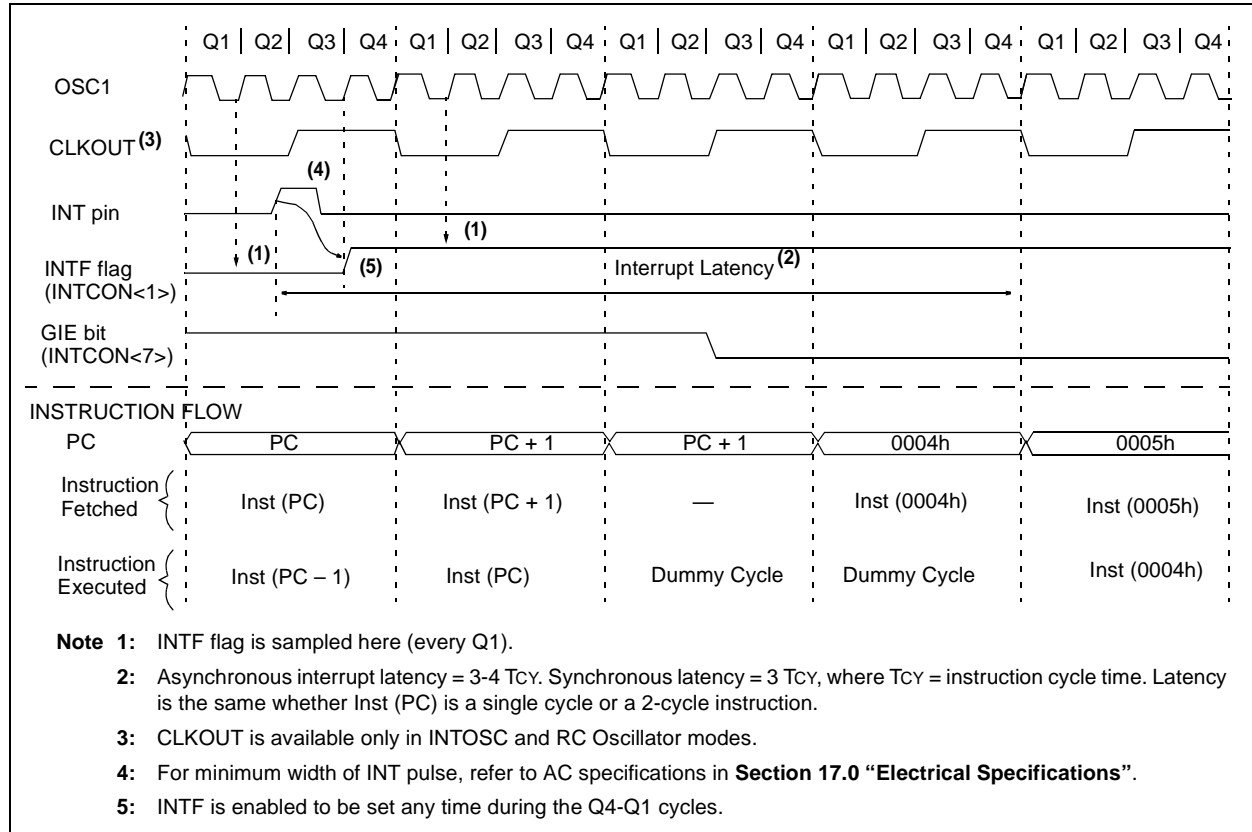 Q1 | Q2 | Q3 | Q4 Q1 | Q2 | Q3 | Q4 Q1 | Q2 | Q3 | Q4 Q1 | Q2 | Q3 | Q4 Q1 | Q2 | Q3 | Q4
OSC1
CLKOUT(3)
(4)
INT pin
(1) (1)
INTF flag
(INTCON<1>)
(5)
Interrupt Latency(2)
GIE bit
(INTCON<7>)
INSTRUCTION FLOW
PC PC PC + 1 PC + 1 0004h 0005h
Instruction
Fetched
Inst (PC) Inst (PC + 1) — Inst (0004h) Inst (0005h)
Instruction
Executed
Inst (PC – 1) Inst (PC) Dummy Cycle Dummy Cycle Inst (0004h)
Note 1: INTF flag is sampled here (every Q1).
2: Asynchronous interrupt latency = 3-4 TCY. Synchronous latency = 3 TCY, where TCY = instruction cycle time. Latency
is the same whether Inst (PC) is a single cycle or a 2-cycle instruction.
3: CLKOUT is available only in INTOSC and RC Oscillator modes.
4: For minimum width of INT pulse, refer to AC specifications in Section 17.0 “Electrical Specifications”.
5: INTF is enabled to be set any time during the Q4-Q1 cycles.